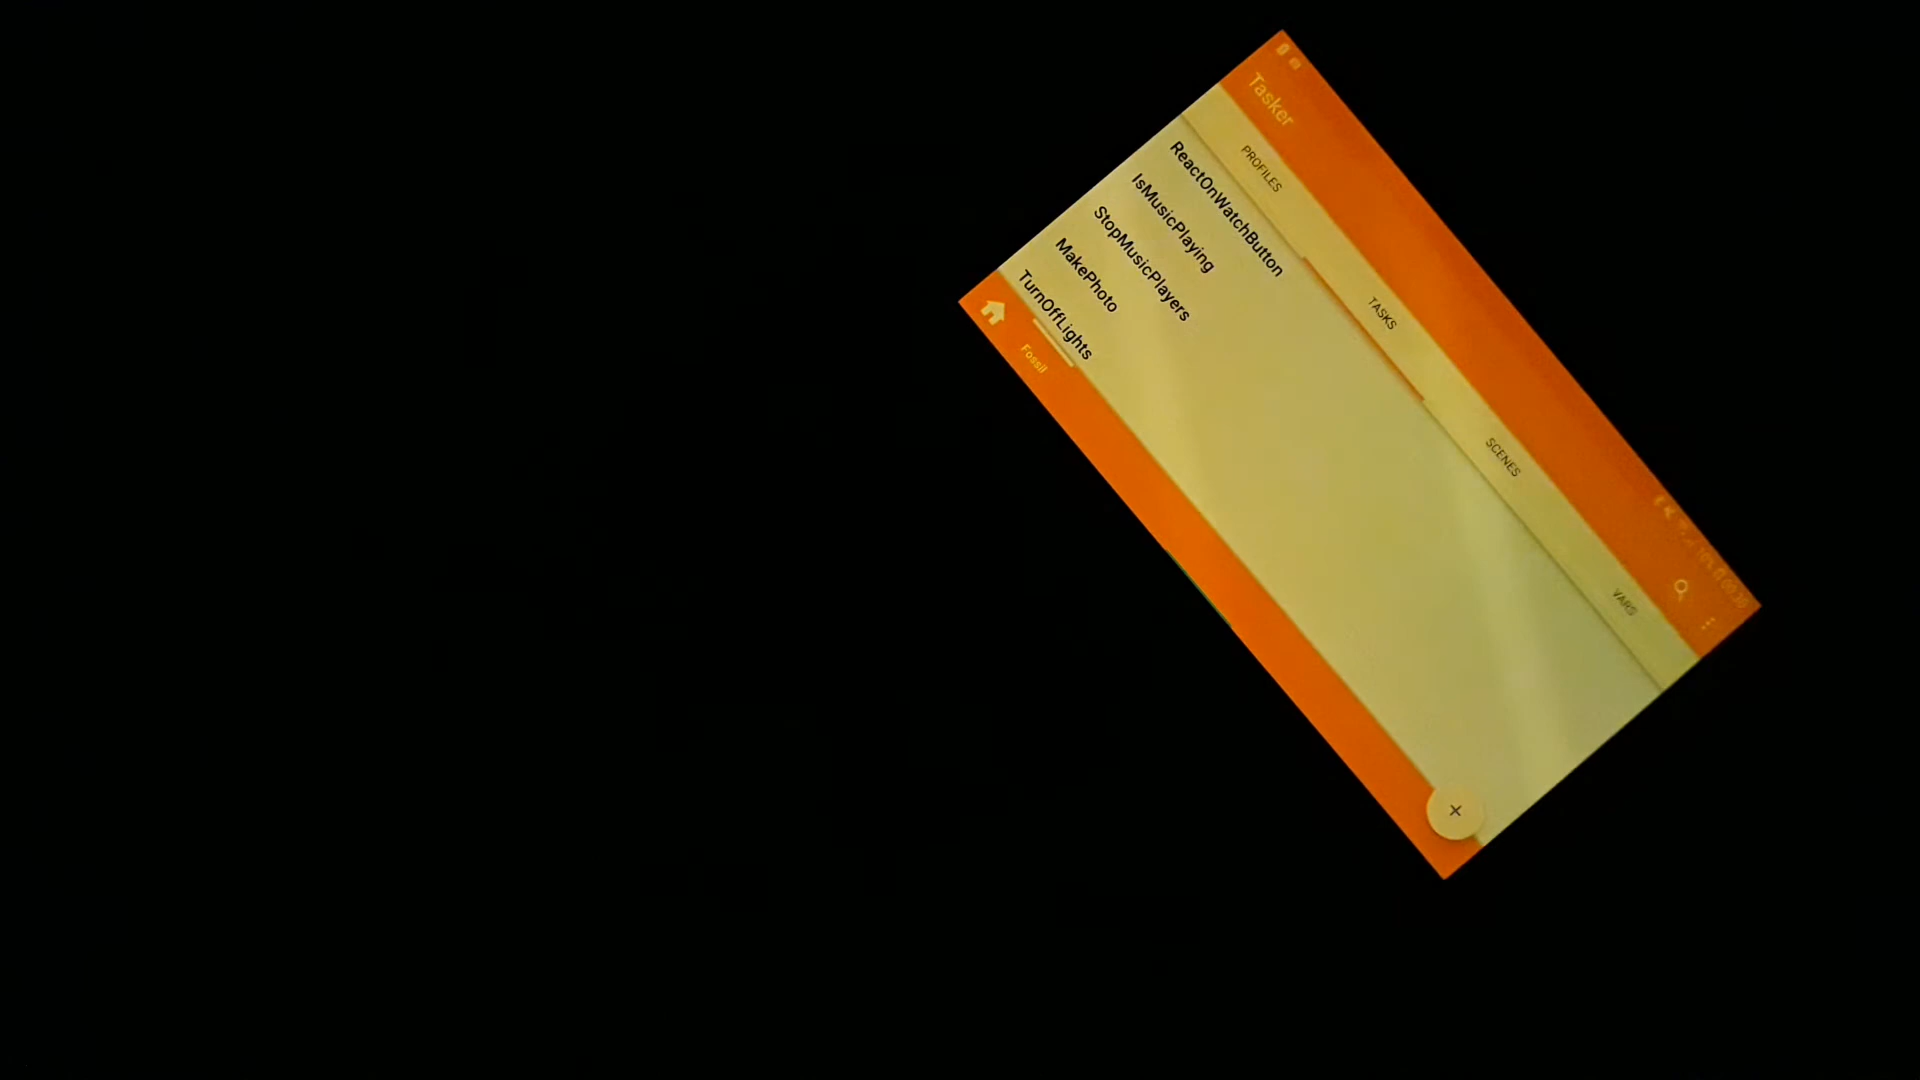 Tasker
PROFILES TASKS SCENES VARS
ReactOnWatchButton
IsMusicPlaying
StopMusicPlayers
MakePhoto
TurnOffLights
Fossil
+